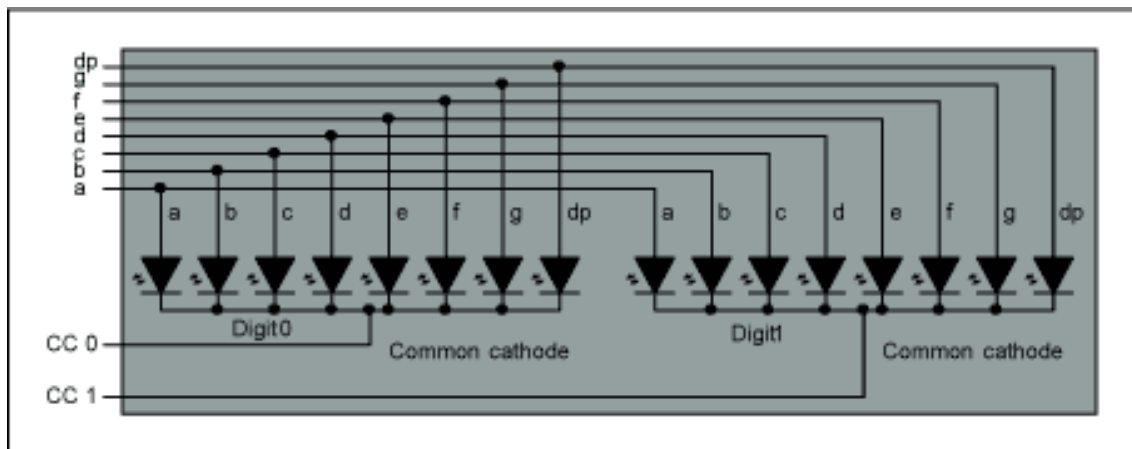 dp
g
f
e
d
c
b
a
a b c d e f g dp a b c d e f g dp
Digit0 Digit1
CC 0 Common cathode Common cathode
CC 1